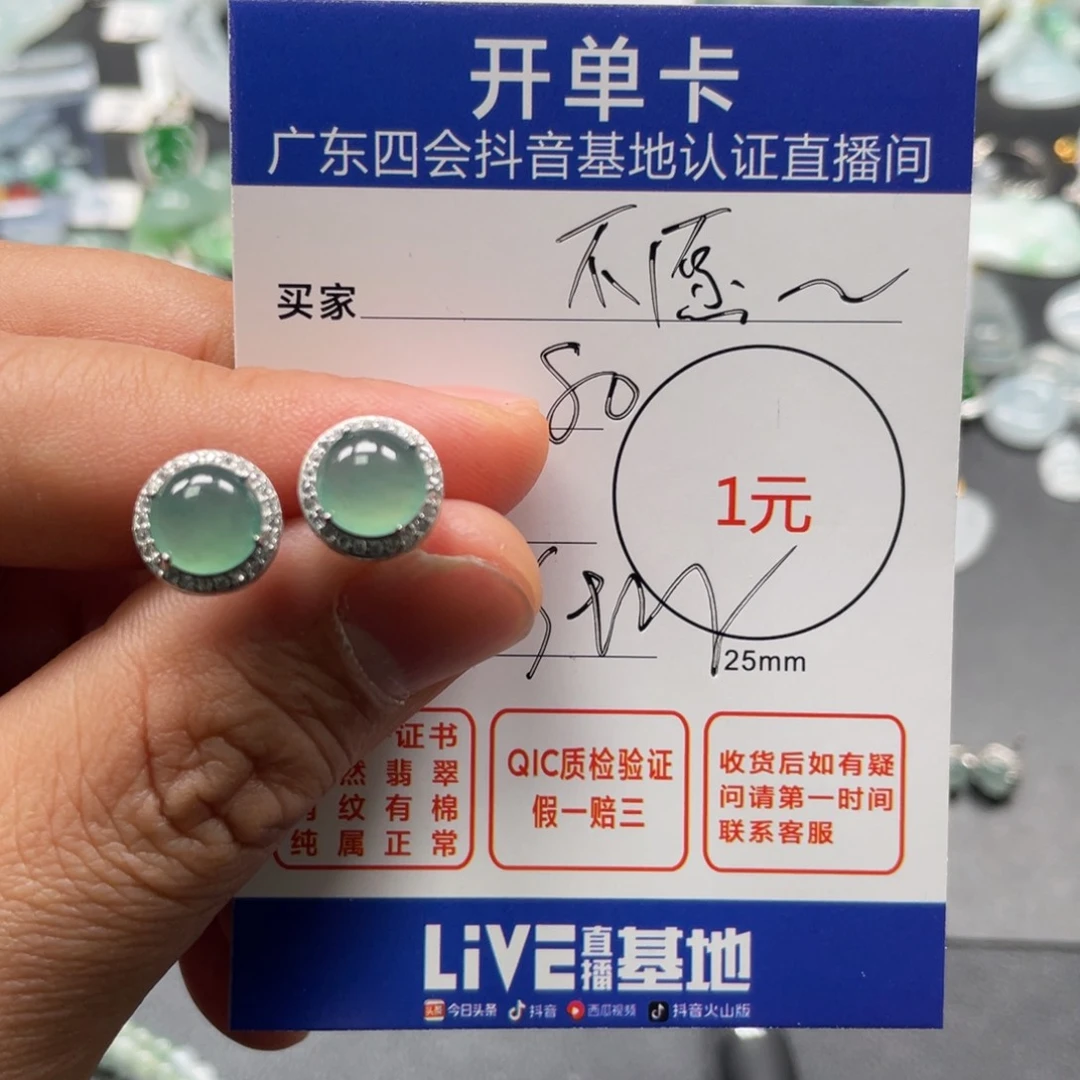 开单卡
广东四会抖音基地认证直播间
买家 不愿~
80
1元
25mm
证书
然翡翠
纹有棉
纯属正常
QIC质检验证
假一赔三
收货后如有疑
问请第一时间
联系客服
LiVE直播基地
头条 今日头条 抖音 西瓜视频 抖音火山版